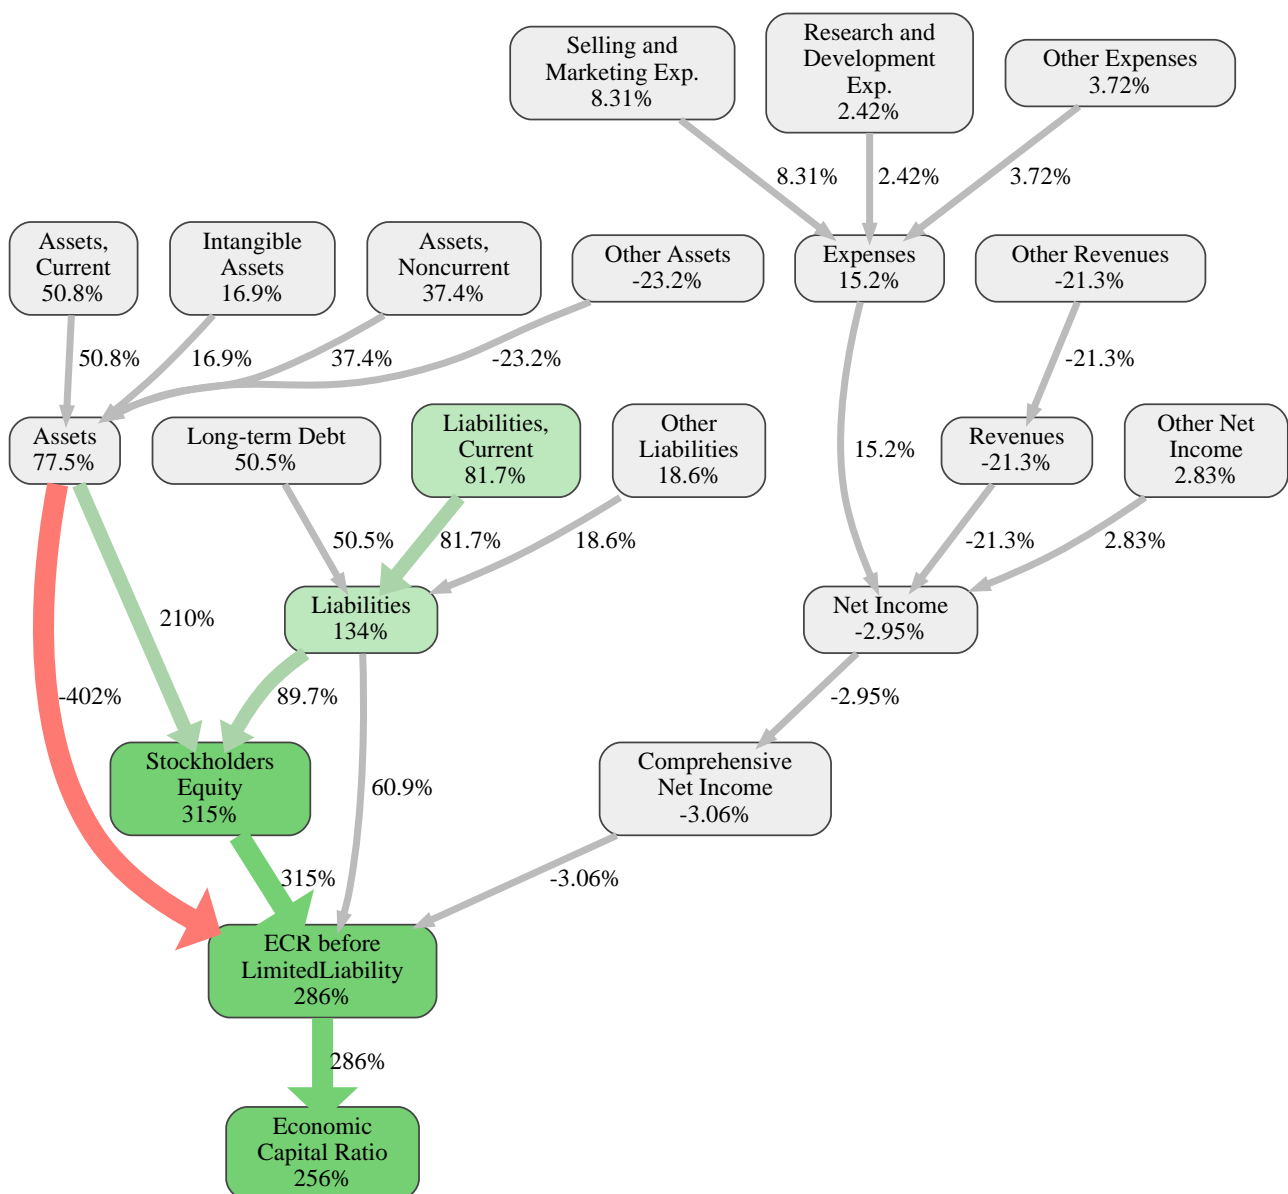 Selling and
Marketing Exp.
8.31%
Research and
Development
Exp.
2.42%
Other Expenses
3.72%
8.31%
2.42%
3.72%
Assets,
Current
50.8%
Intangible
Assets
16.9%
Assets,
Noncurrent
37.4%
Other Assets
-23.2%
Expenses
15.2%
Other Revenues
-21.3%
50.8%
16.9%
37.4%
-23.2%
-21.3%
Assets
77.5%
Long-term Debt
50.5%
Liabilities,
Current
81.7%
Other
Liabilities
18.6%
15.2%
Revenues
-21.3%
Other Net
Income
2.83%
50.5%
81.7%
18.6%
-21.3%
2.83%
210%
Liabilities
134%
Net Income
-2.95%
-402%
89.7%
-2.95%
Stockholders
Equity
315%
60.9%
Comprehensive
Net Income
-3.06%
315%
-3.06%
ECR before
LimitedLiability
286%
286%
Economic
Capital Ratio
256%